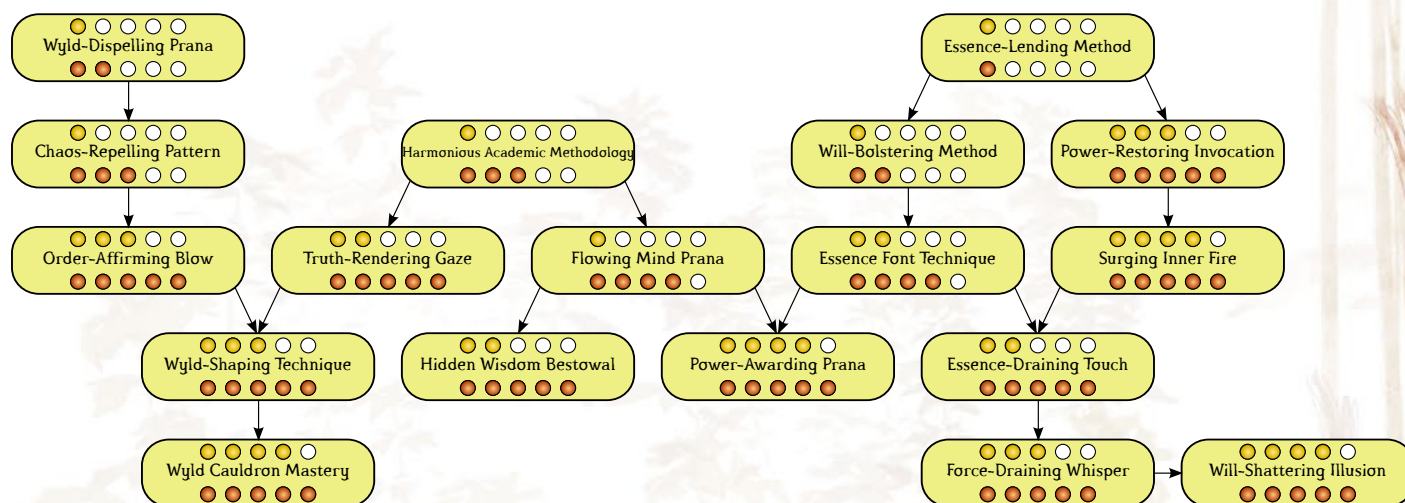 Wyld-Dispelling Prana
Essence-Lending Method
Chaos-Repelling Pattern
Harmonious Academic Methodology
Will-Bolstering Method
Power-Restoring Invocation
Order-Affirming Blow
Truth-Rendering Gaze
Flowing Mind Prana
Essence Font Technique
Surging Inner Fire
Wyld-Shaping Technique
Hidden Wisdom Bestowal
Power-Awarding Prana
Essence-Draining Touch
Wyld Cauldron Mastery
Force-Draining Whisper
Will-Shattering Illusion